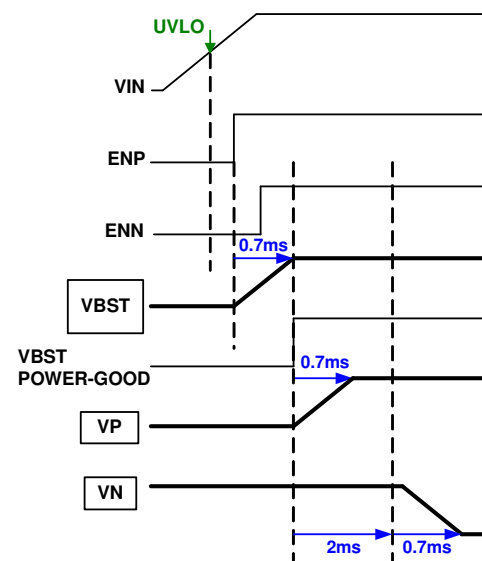 UVLO
VIN
ENP
ENN
0.7ms
VBST
VBST
POWER-GOOD
0.7ms
VP
VN
2ms
0.7ms